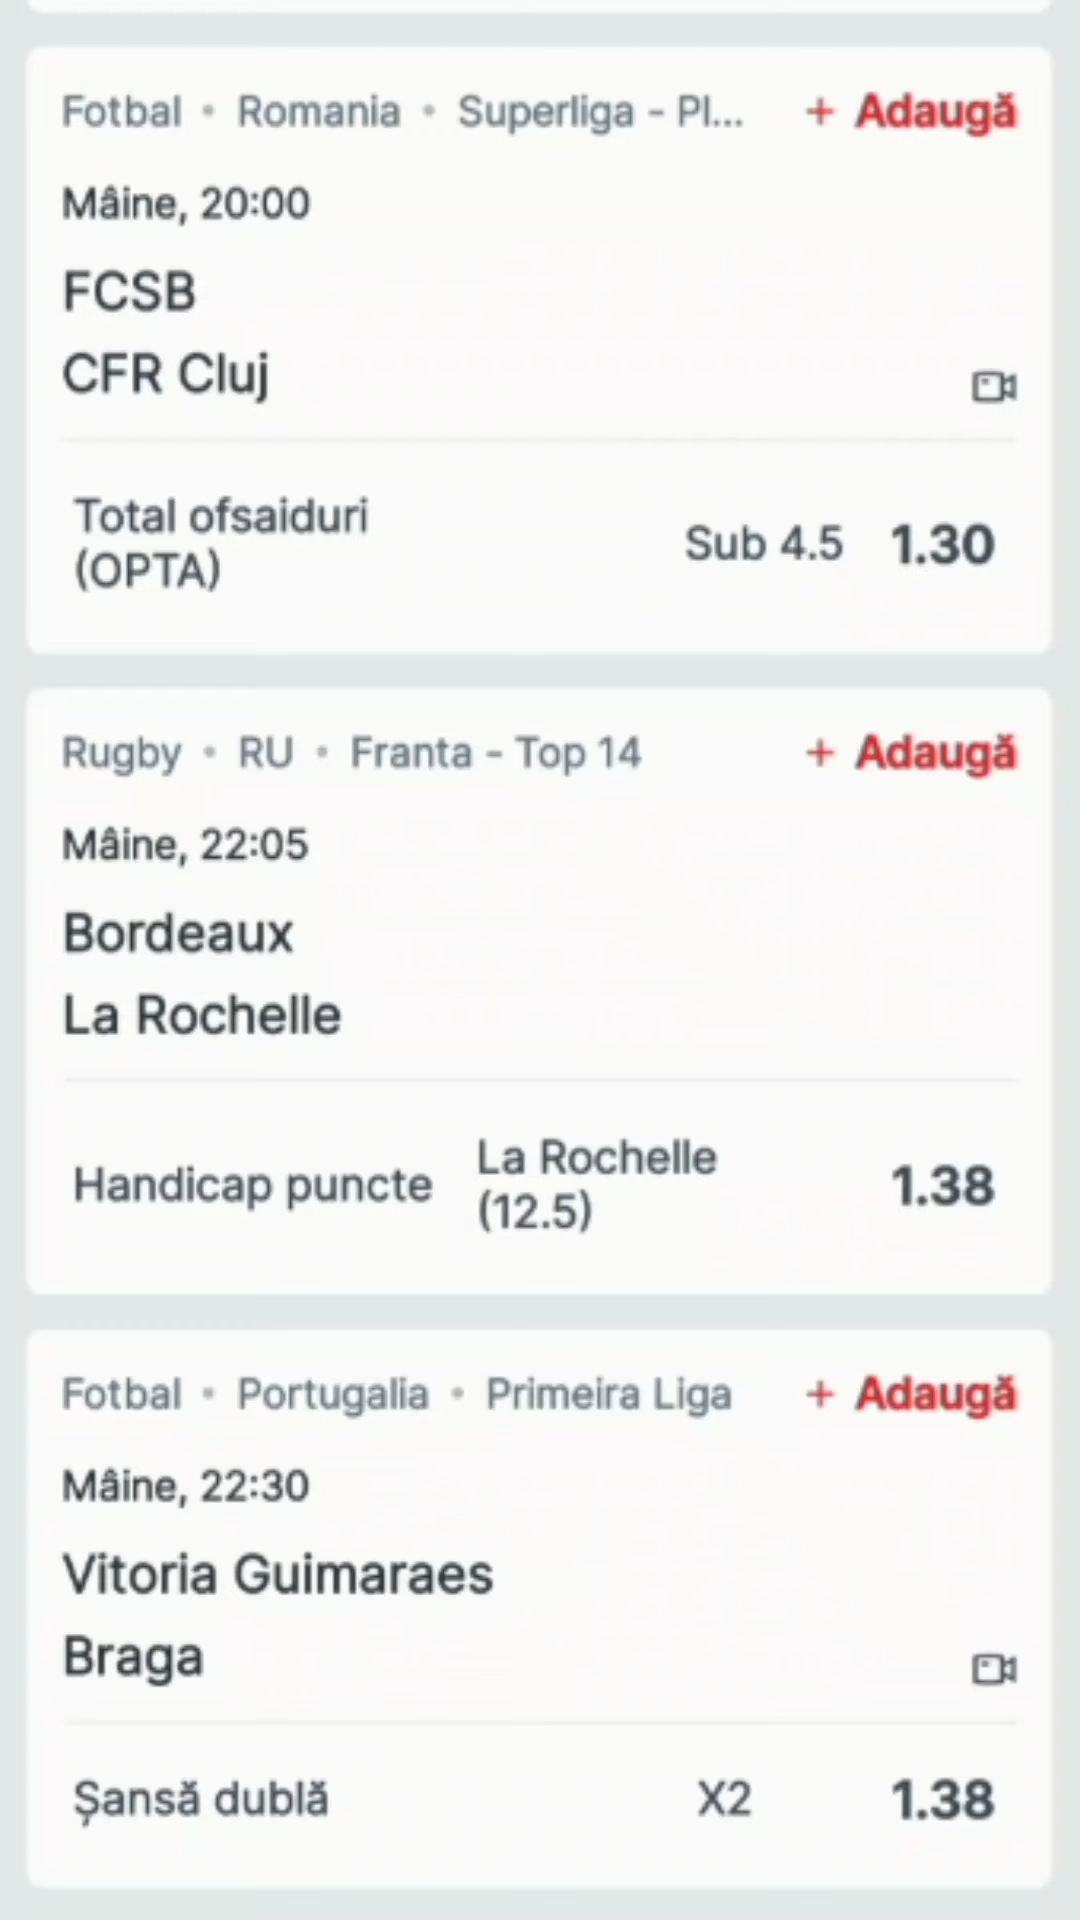 Fotbal • Romania • Superliga - Pl... + Adaugă
Mâine, 20:00
FCSB
CFR Cluj
Total ofsaiduri
(OPTA)
Sub 4.5 1.30
Rugby • RU • Franta - Top 14 + Adaugă
Mâine, 22:05
Bordeaux
La Rochelle
Handicap puncte
La Rochelle
(12.5)
1.38
Fotbal • Portugalia • Primeira Liga + Adaugă
Mâine, 22:30
Vitoria Guimaraes
Braga
Șansă dublă X2 1.38